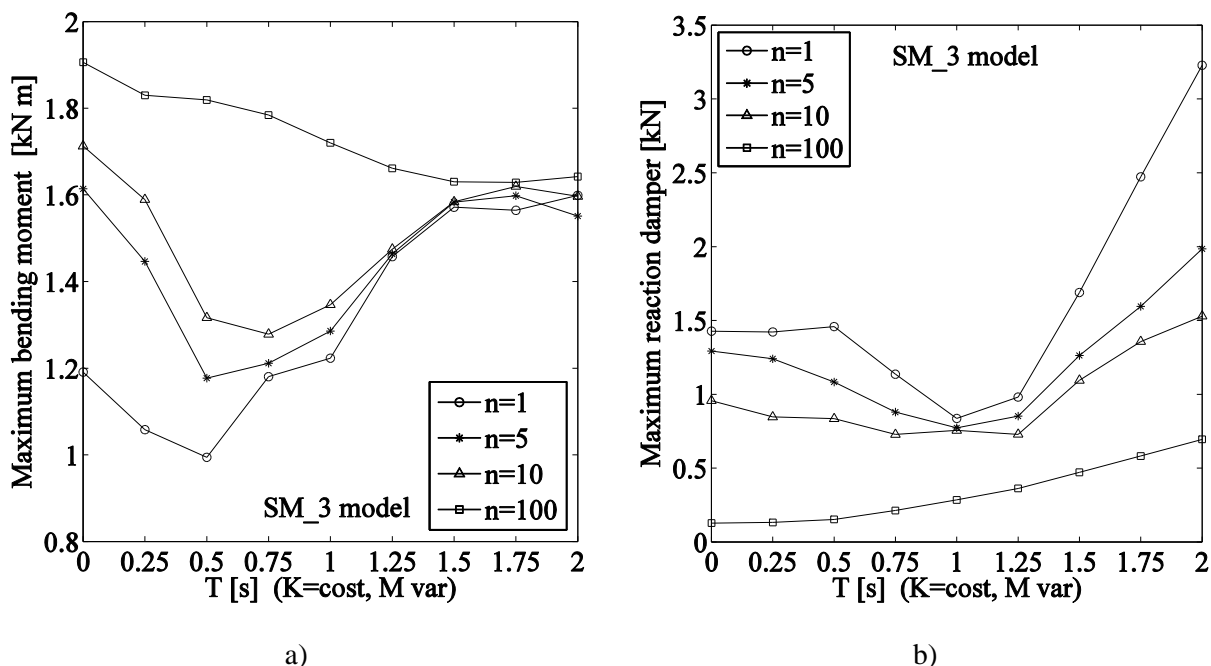 Maximum bending moment [kN m]
2
1.8
1.6
1.4
1.2
1
0.8
n=1
n=5
n=10
n=100
SM_3 model
0 0.25 0.5 0.75 1 1.25 1.5 1.75 2
T [s] (K=cost, M var)
a)
Maximum reaction damper [kN]
3.5
3
2.5
2
1.5
1
0.5
0
n=1
n=5
n=10
n=100
SM_3 model
0 0.25 0.5 0.75 1 1.25 1.5 1.75 2
T [s] (K=cost, M var)
b)